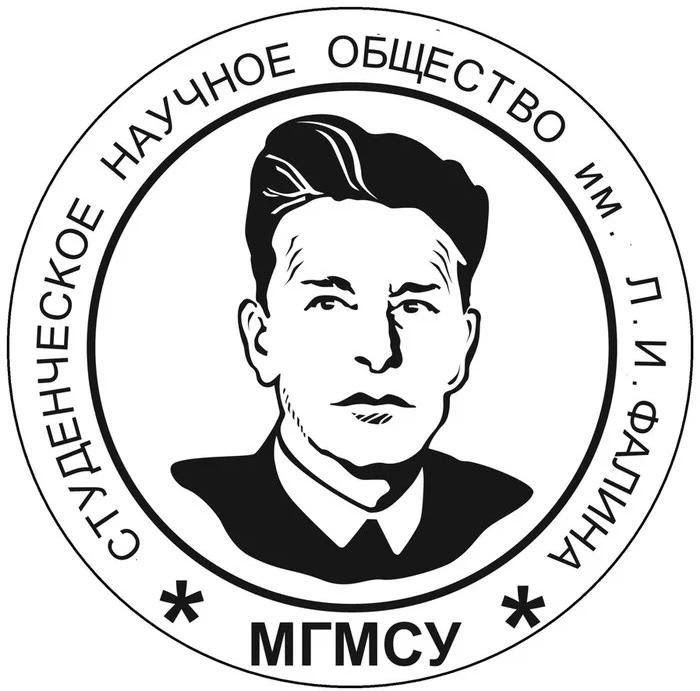 СТУДЕНЧЕСКОЕ НАУЧНОЕ ОБЩЕСТВО им. Л.И.ФАЛИНА
* МГМСУ *